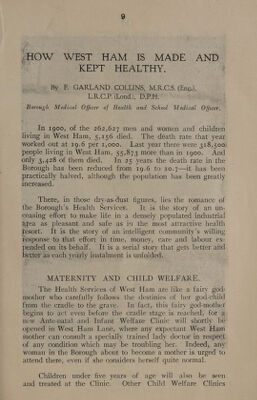 9
HOW WEST HAM IS MADE AND
KEPT HEALTHY.
By F. GARLAND COLLINS, M.R.C.S. (Eng.),
L.R.C.P. (Lond.), D.P.H.
Borough Medical Officer of Health and School Medical Officer.
In 1900, of the 262,627 men and women and children
living in West Ham, 5,156 died. The death rate that year
worked out at 19.6 per 1,000. Last year there were 318,500
people living in West Ham, 55,873 more than in 1900. And
only 3,428 of them died. In 25 years the death rate in the
Borough has been reduced from 19.6 to 10.7—it has been
practically halved, although the population has been greatly
increased.
There, in those dry-as-dust figures, lies the romance of
the Borough's Health Services. It is the story of an un-
ceasing effort to make life in a densely populated industrial
area as pleasant and safe as in the most attractive health
resort. It is the story of an intelligent community's willing
response to that effort in time, money, care and labour ex-
pended on its behalf. It is a serial story that gets better and
better as each yearly instalment is unfolded.
MATERNITY AND CHILD WELFARE.
The Health Services of West Ham are like a fairy god-
mother who carefully follows the destinies of her god-child
from the cradle to the grave. In fact, this fairy god-mother
begins to act even before the cradle stage is reached, for a
new Ante-natal and Infant Welfare Clinic will shortly be
opened in West Ham Lane, where any expectant West Ham
mother can consult a specially trained lady doctor in respect
of any condition which may be troubling her. Indeed, any
woman in the Borough about to become a mother is urged to
attend there, even if she considers herself quite normal.
Children under five years of age will also be seen
and treated at the Clinic. Other Child Welfare Clinics